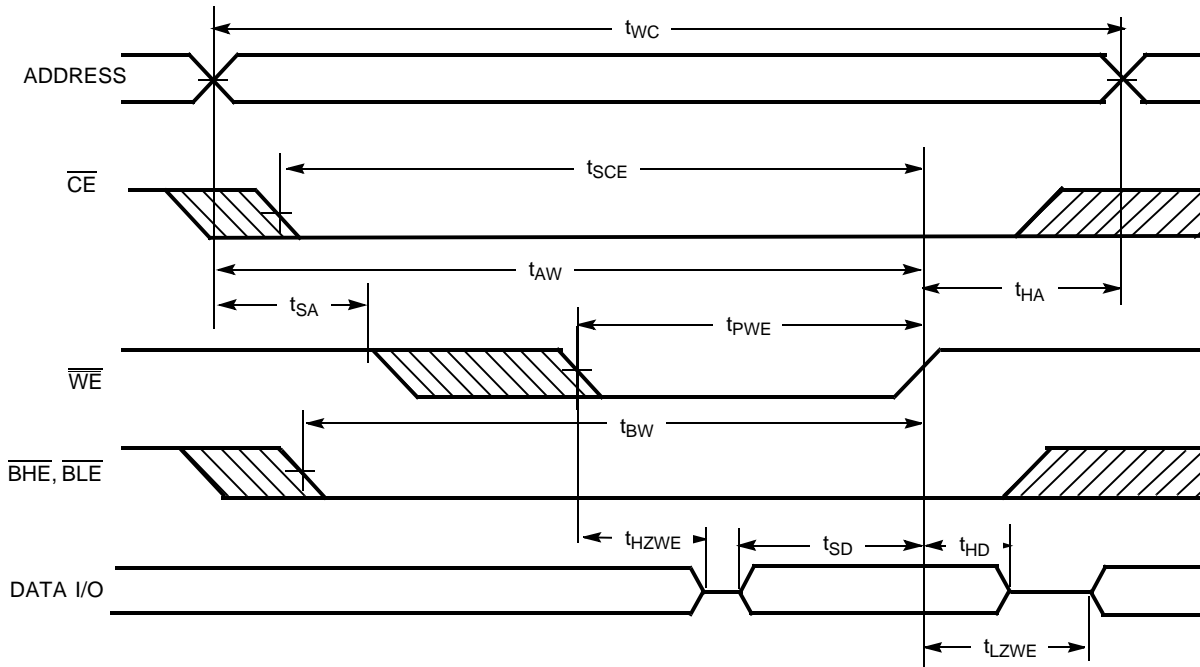 tWC
ADDRESS
tSCE
CE
tAW
tSA
tHA
tPWE
WE
tBW
BHE, BLE
tHZWE
tSD
tHD
DATA I/O
tLZWE